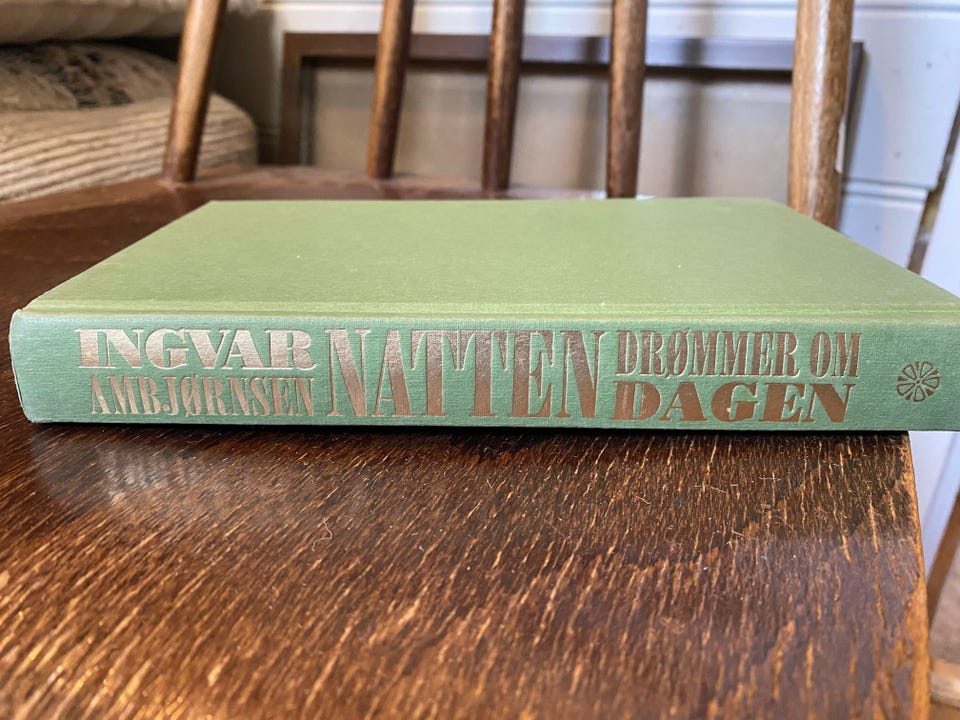 INGVAR
AMBJØRNSEN
NATTEN
DRØMMER OM
DAGEN